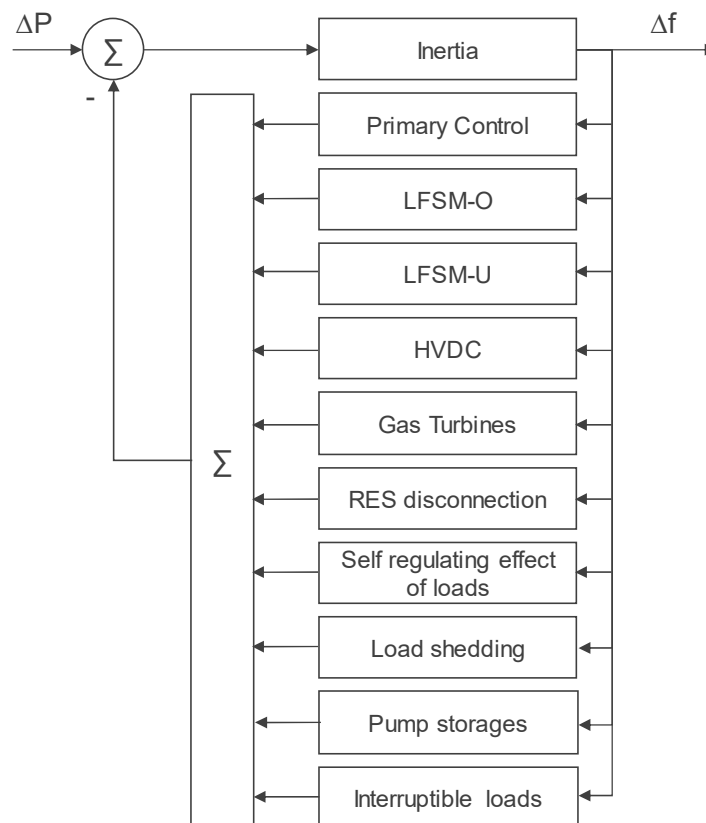 ΔP
Δf
Σ
Inertia
-
Primary Control
LFSM-O
LFSM-U
HVDC
Gas Turbines
Σ
RES disconnection
Self regulating effect
of loads
Load shedding
Pump storages
Interruptible loads